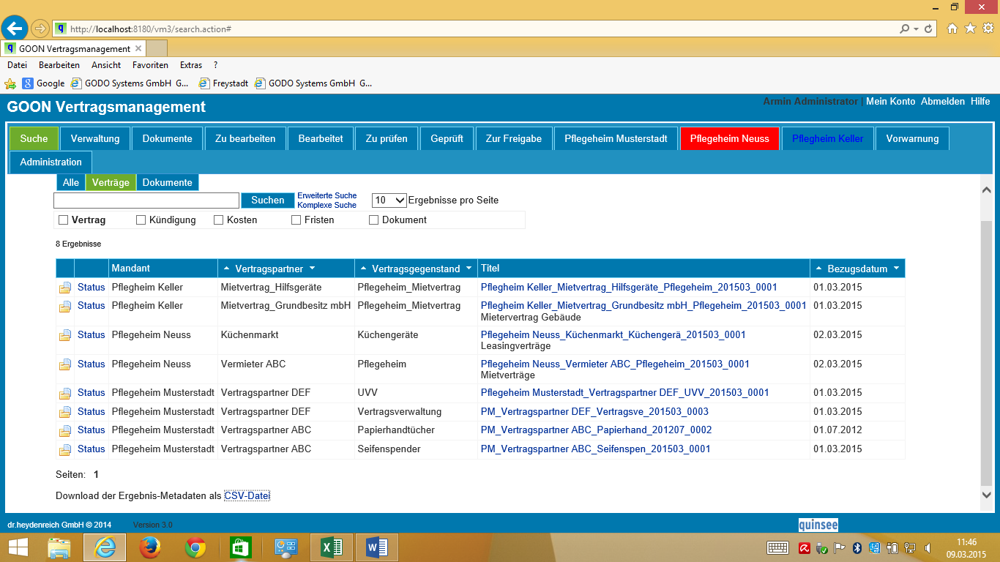 http://localhost:8180/vm3/search.action#
GOON Vertragsmanagement
Datei Bearbeiten Ansicht Favoriten Extras ?
Google GODO Systems GmbH G... Freystadt GODO Systems GmbH G...
GOON Vertragsmanagement
Armin Administrator | Mein Konto Abmelden Hilfe
Suche Verwaltung Dokumente Zu bearbeiten Bearbeitet Zu prüfen Geprüft Zur Freigabe Pflegeheim Musterstadt Pflegeheim Neuss Pflegheim Keller Vorwarnung
Administration
Alle Verträge Dokumente
Suchen Erweiterte Suche 10 Ergebnisse pro Seite
Komplexe Suche
Vertrag Kündigung Kosten Fristen Dokument
8 Ergebnisse
Mandant Vertragspartner Vertragsgegenstand Titel Bezugsdatum
Status Pflegheim Keller Mietvertrag_Hilfsgeräte Pflegeheim_Mietvertrag Pflegheim Keller_Mietvertrag_Hilfsgeräte_Pflegeheim_201503_0001 01.03.2015
Status Pflegheim Keller Mietvertrag_Grundbesitz mbH Pflegeheim_Mietvertrag Pflegheim Keller_Mietvertrag_Grundbesitz mbH_Pflegeheim_201503_0001 01.03.2015
Mietervertrag Gebäude
Status Pflegeheim Neuss Küchenmarkt Küchengeräte Pflegeheim Neuss_Küchenmarkt_Küchengerä_201503_0001 02.03.2015
Leasingverträge
Status Pflegeheim Neuss Vermieter ABC Pflegeheim Pflegeheim Neuss_Vermieter ABC_Pflegeheim_201503_0001 02.03.2015
Mietverträge
Status Pflegeheim Musterstadt Vertragspartner DEF UVV Pflegeheim Musterstadt_Vertragspartner DEF_UVV_201503_0001 01.03.2015
Status Pflegeheim Musterstadt Vertragspartner DEF Vertragsverwaltung PM_Vertragspartner DEF_Vertragsve_201503_0003 01.03.2015
Status Pflegeheim Musterstadt Vertragspartner ABC Papierhandtücher PM_Vertragspartner ABC_Papierhand_201207_0002 01.07.2012
Status Pflegeheim Musterstadt Vertragspartner ABC Seifenspender PM_Vertragspartner ABC_Seifenspen_201503_0001 01.03.2015
Seiten: 1
Download der Ergebnis-Metadaten als CSV-Datei
dr.heydenreich GmbH © 2014 Version 3.0 quinsee
11:46
09.03.2015